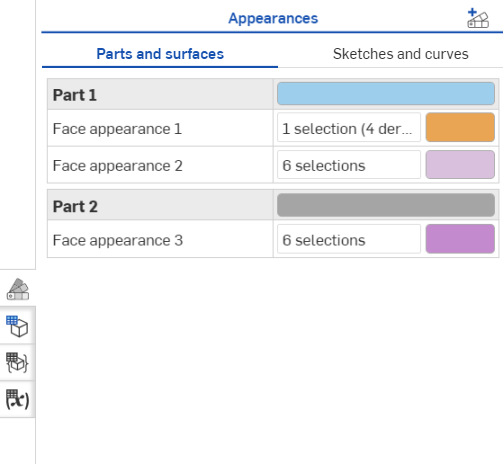 Appearances
Parts and surfaces
Sketches and curves
Part 1
Face appearance 1
1 selection (4 der...
Face appearance 2
6 selections
Part 2
Face appearance 3
6 selections
(x)